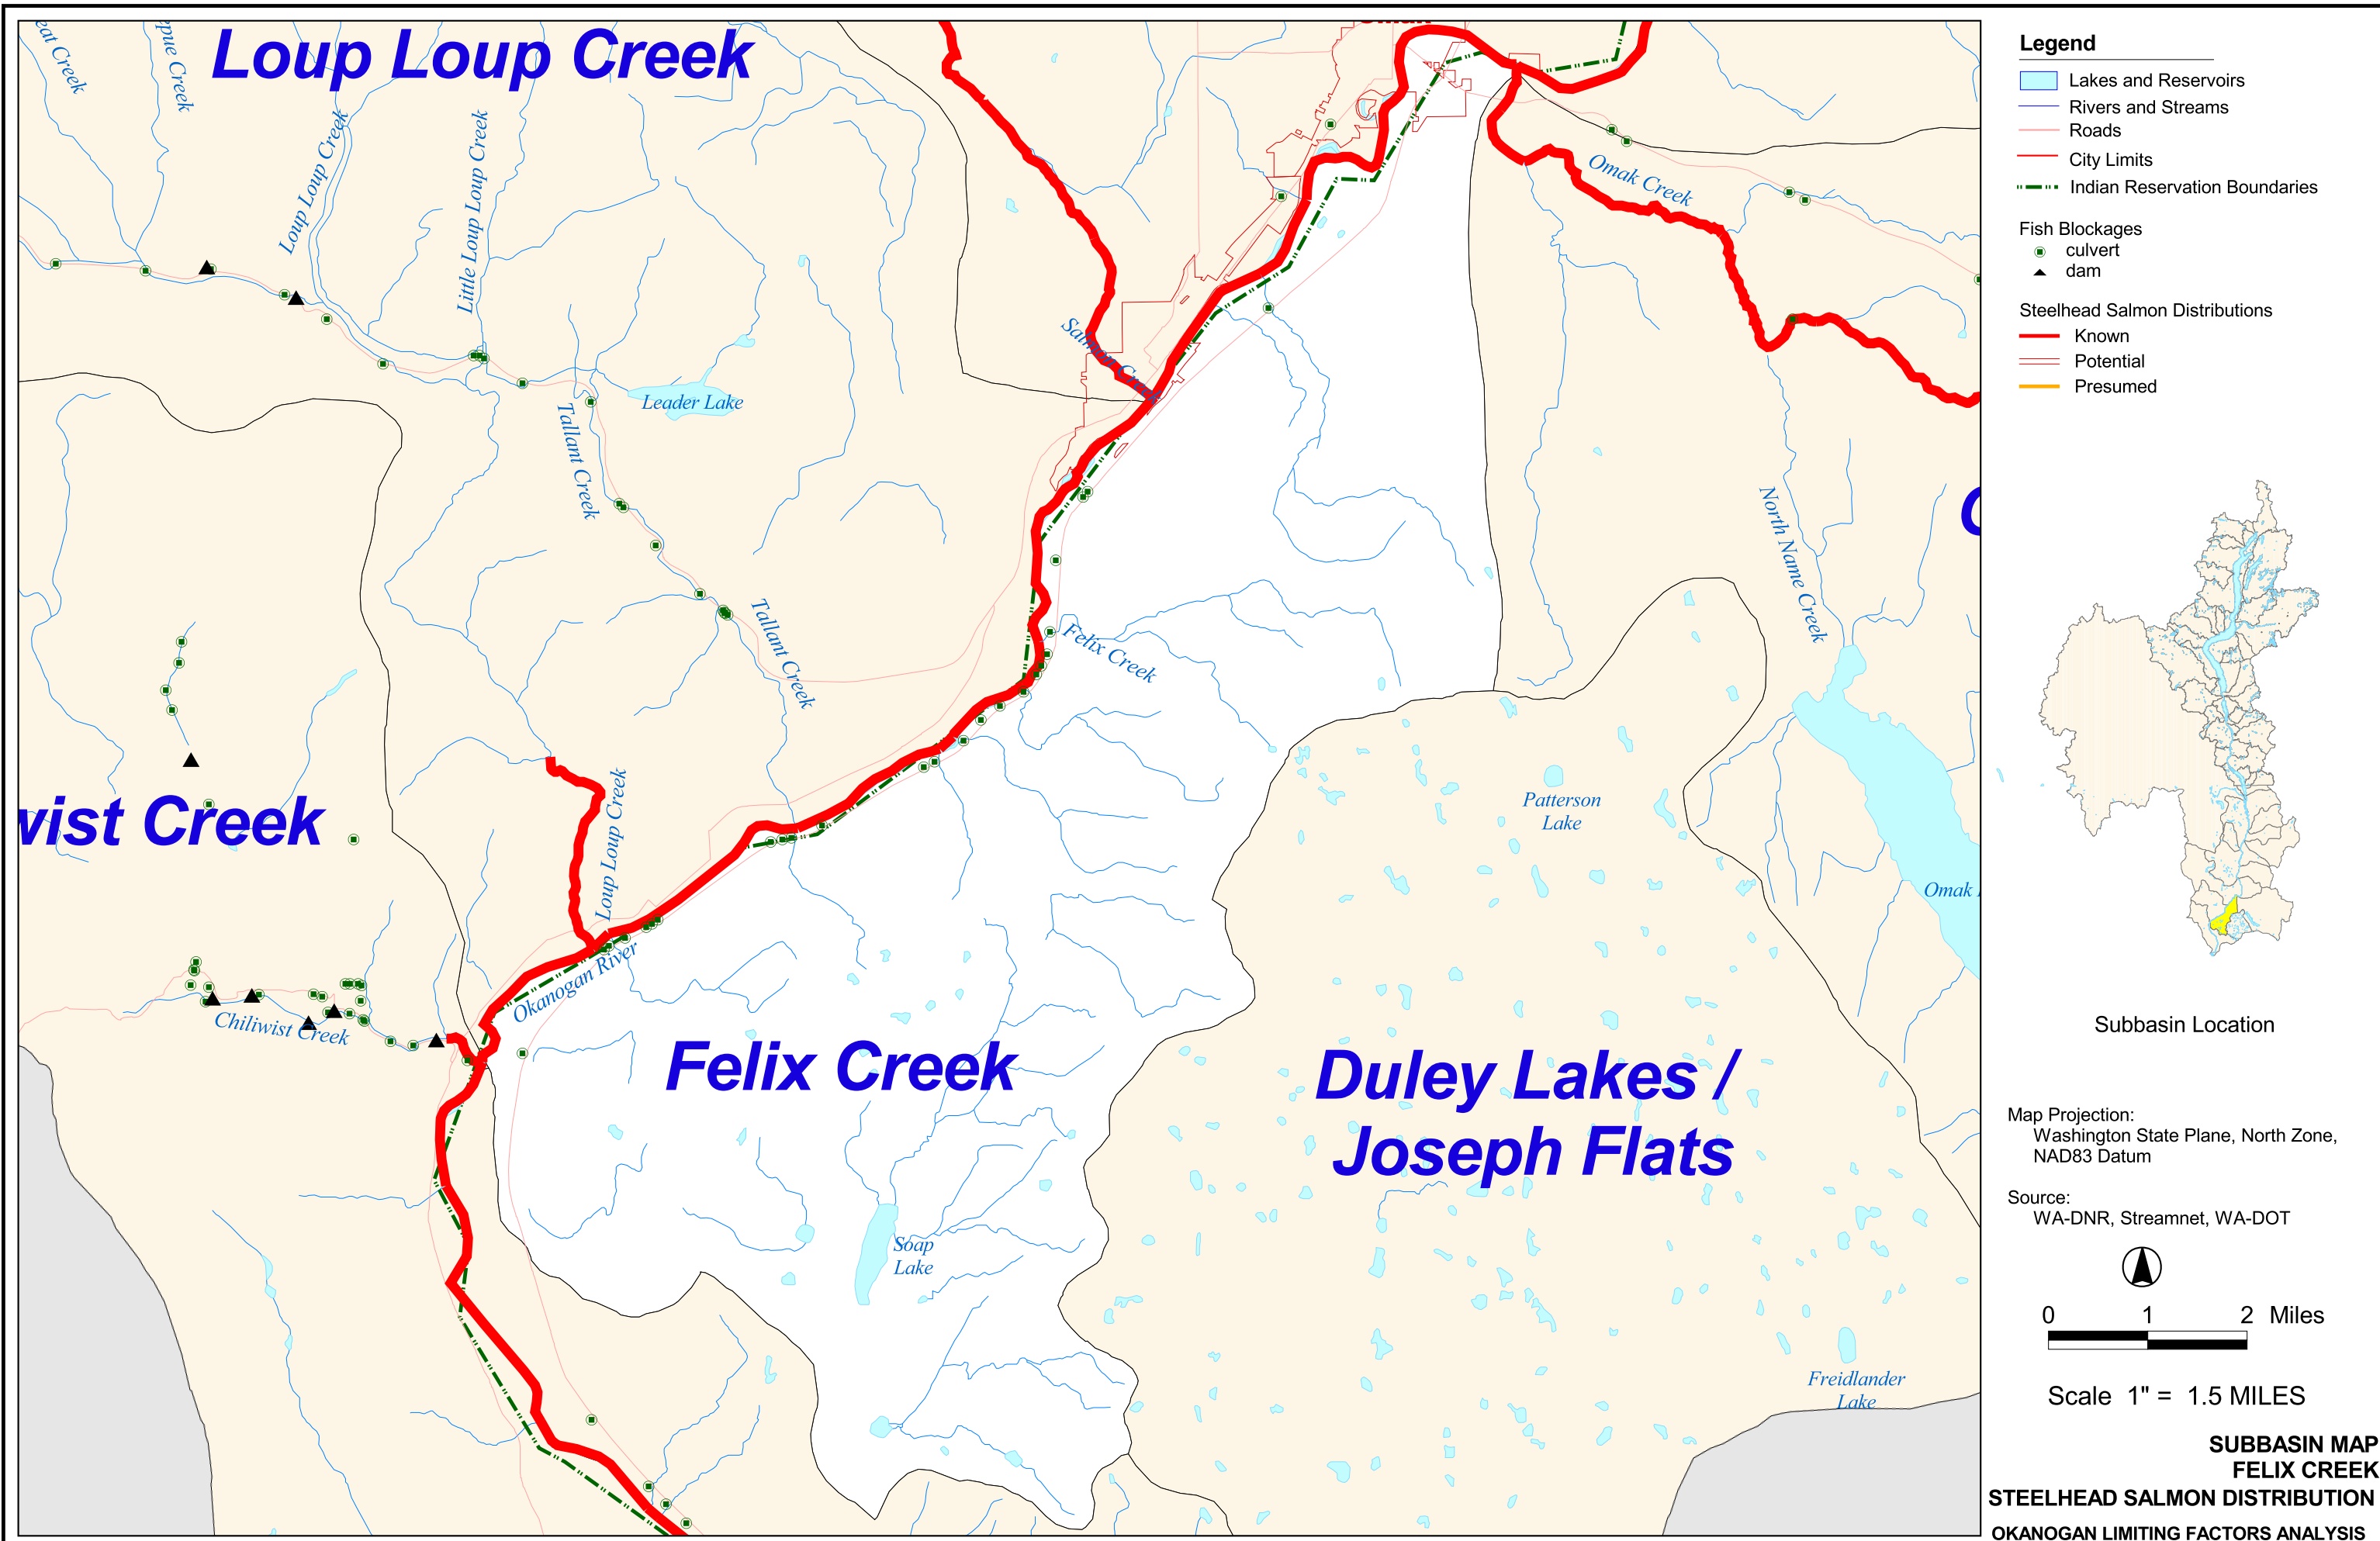 Loup Loup Creek
Loup Loup Creek
Little Loup Loup Creek
Omak Creek
Leader Lake
Tallant Creek
North Name Creek
Tallant Creek
Felix Creek
Patterson
Lake
wist Creek
Loup Loup Creek
Omak
Okanogan River
Chiliwist Creek
Felix Creek
Duley Lakes /
Joseph Flats
Soap
Lake
Freidlander
Lake
Legend
Lakes and Reservoirs
Rivers and Streams
Roads
City Limits
Indian Reservation Boundaries
Fish Blockages
culvert
dam
Steelhead Salmon Distributions
Known
Potential
Presumed
Subbasin Location
Map Projection:
Washington State Plane, North Zone,
NAD83 Datum
Source:
WA-DNR, Streamnet, WA-DOT
0 1 2 Miles
Scale 1" = 1.5 MILES
SUBBASIN MAP
FELIX CREEK
STEELHEAD SALMON DISTRIBUTION
OKANOGAN LIMITING FACTORS ANALYSIS